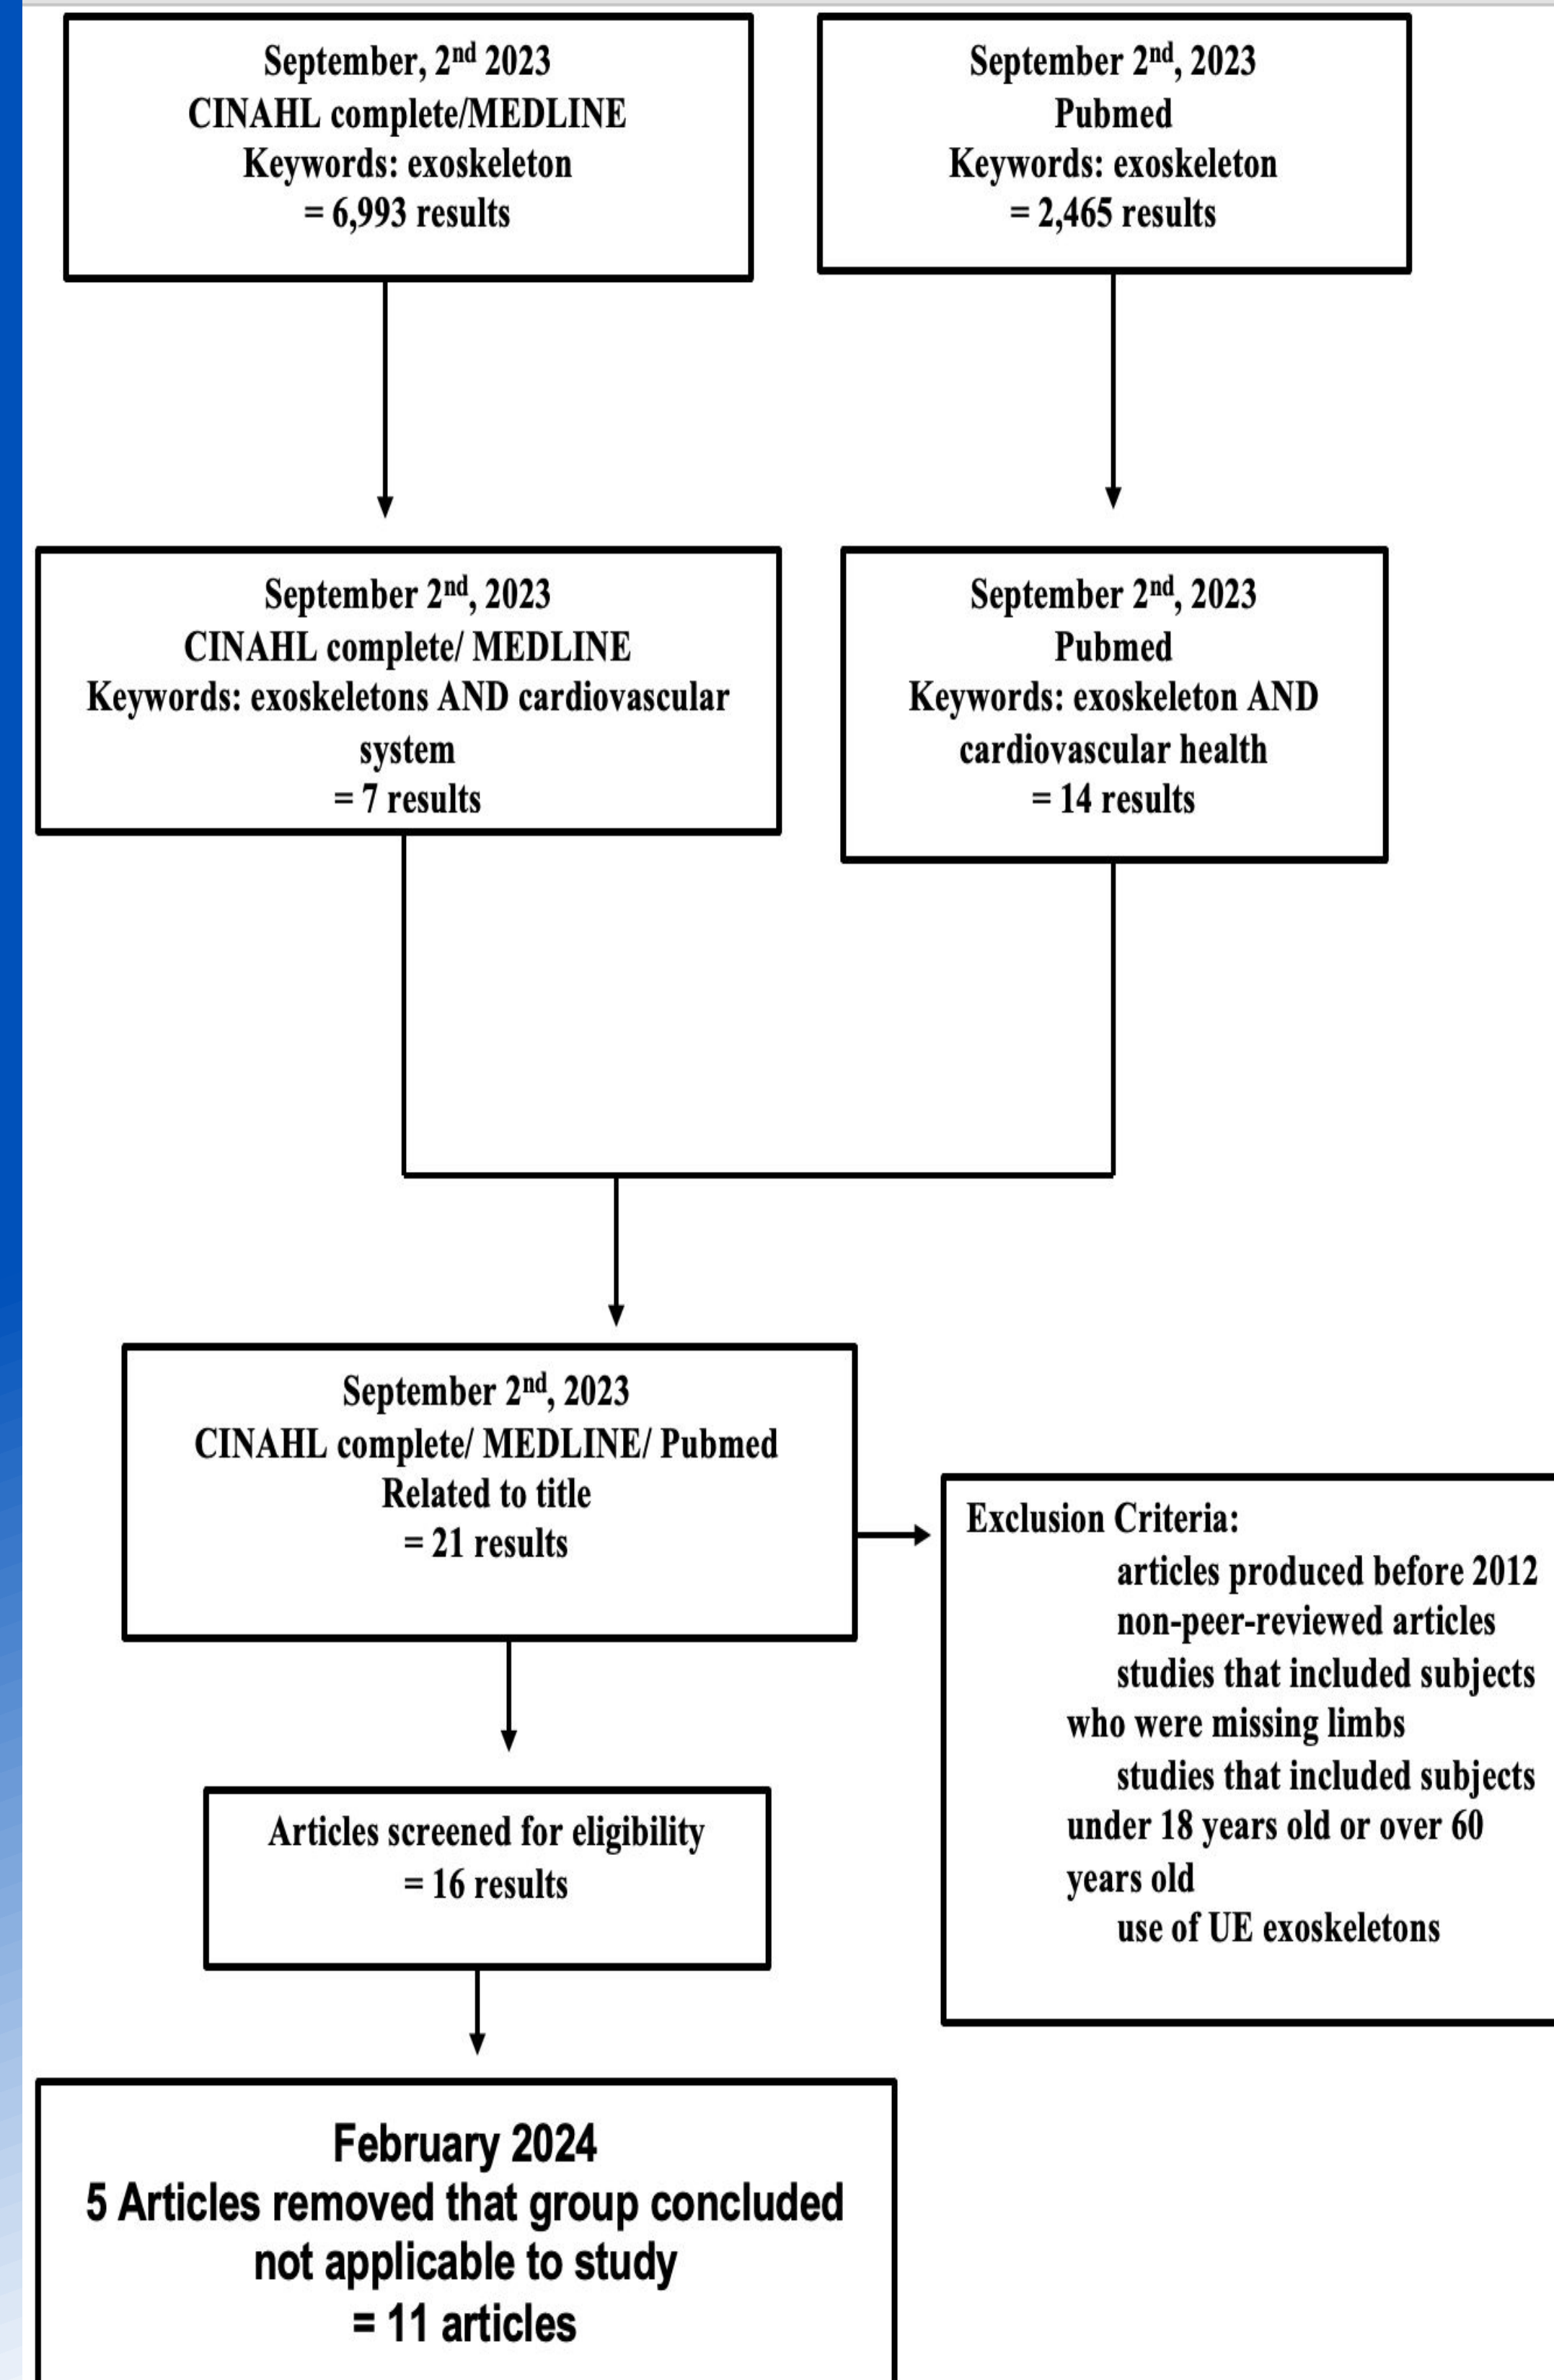 September, 2nd 2023
CINAHL complete/MEDLINE
Keywords: exoskeleton
= 6,993 results
September 2nd, 2023
Pubmed
Keywords: exoskeleton
= 2,465 results
September 2nd, 2023
CINAHL complete/ MEDLINE
Keywords: exoskeletons AND cardiovascular
system
= 7 results
September 2nd, 2023
Pubmed
Keywords: exoskeleton AND
cardiovascular health
= 14 results
September 2nd, 2023
CINAHL complete/ MEDLINE/ Pubmed
Related to title
= 21 results
Exclusion Criteria:
articles produced before 2012
non-peer-reviewed articles
studies that included subjects
who were missing limbs
studies that included subjects
under 18 years old or over 60
years old
use of UE exoskeletons
Articles screened for eligibility
= 16 results
February 2024
5 Articles removed that group concluded
not applicable to study
= 11 articles